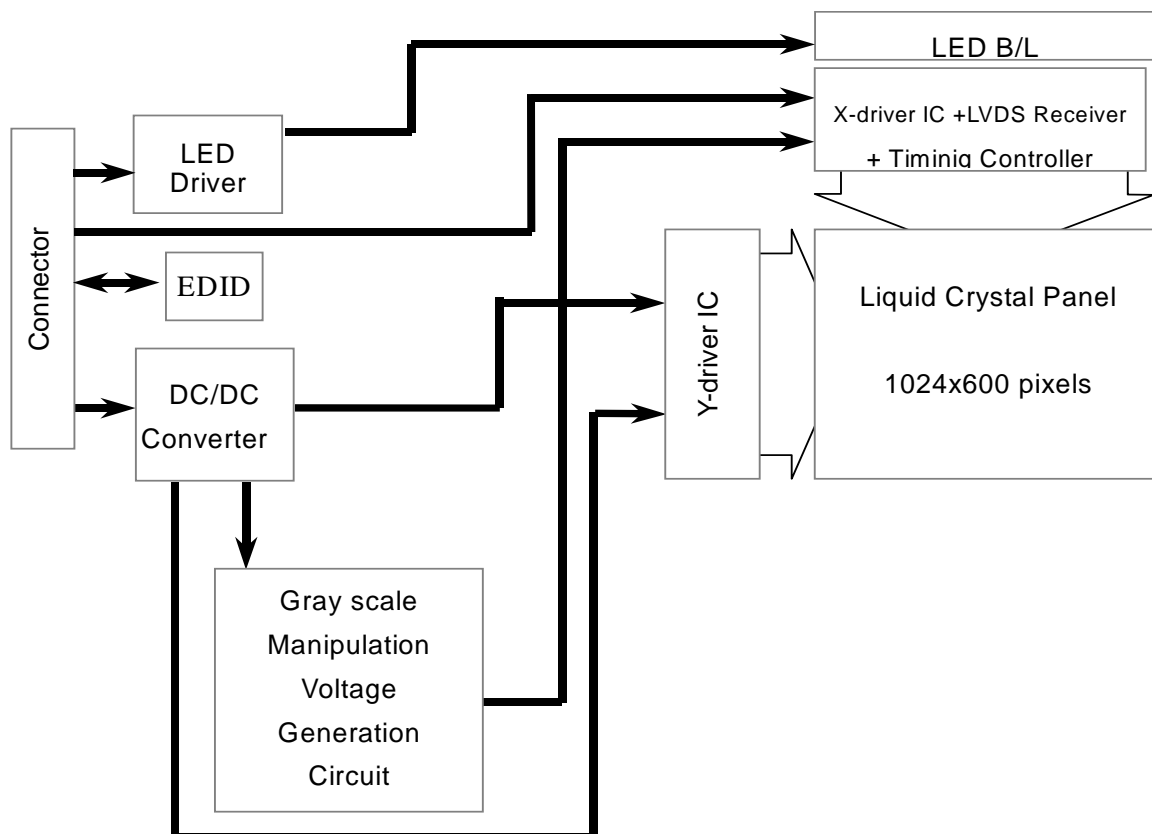 LED B/L
X-driver IC +LVDS Receiver
+ Timinig Controller
LED
Driver
Connector
EDID
DC/DC
Converter
Y-driver IC
Liquid Crystal Panel
1024x600 pixels
Gray scale
Manipulation
Voltage
Generation
Circuit